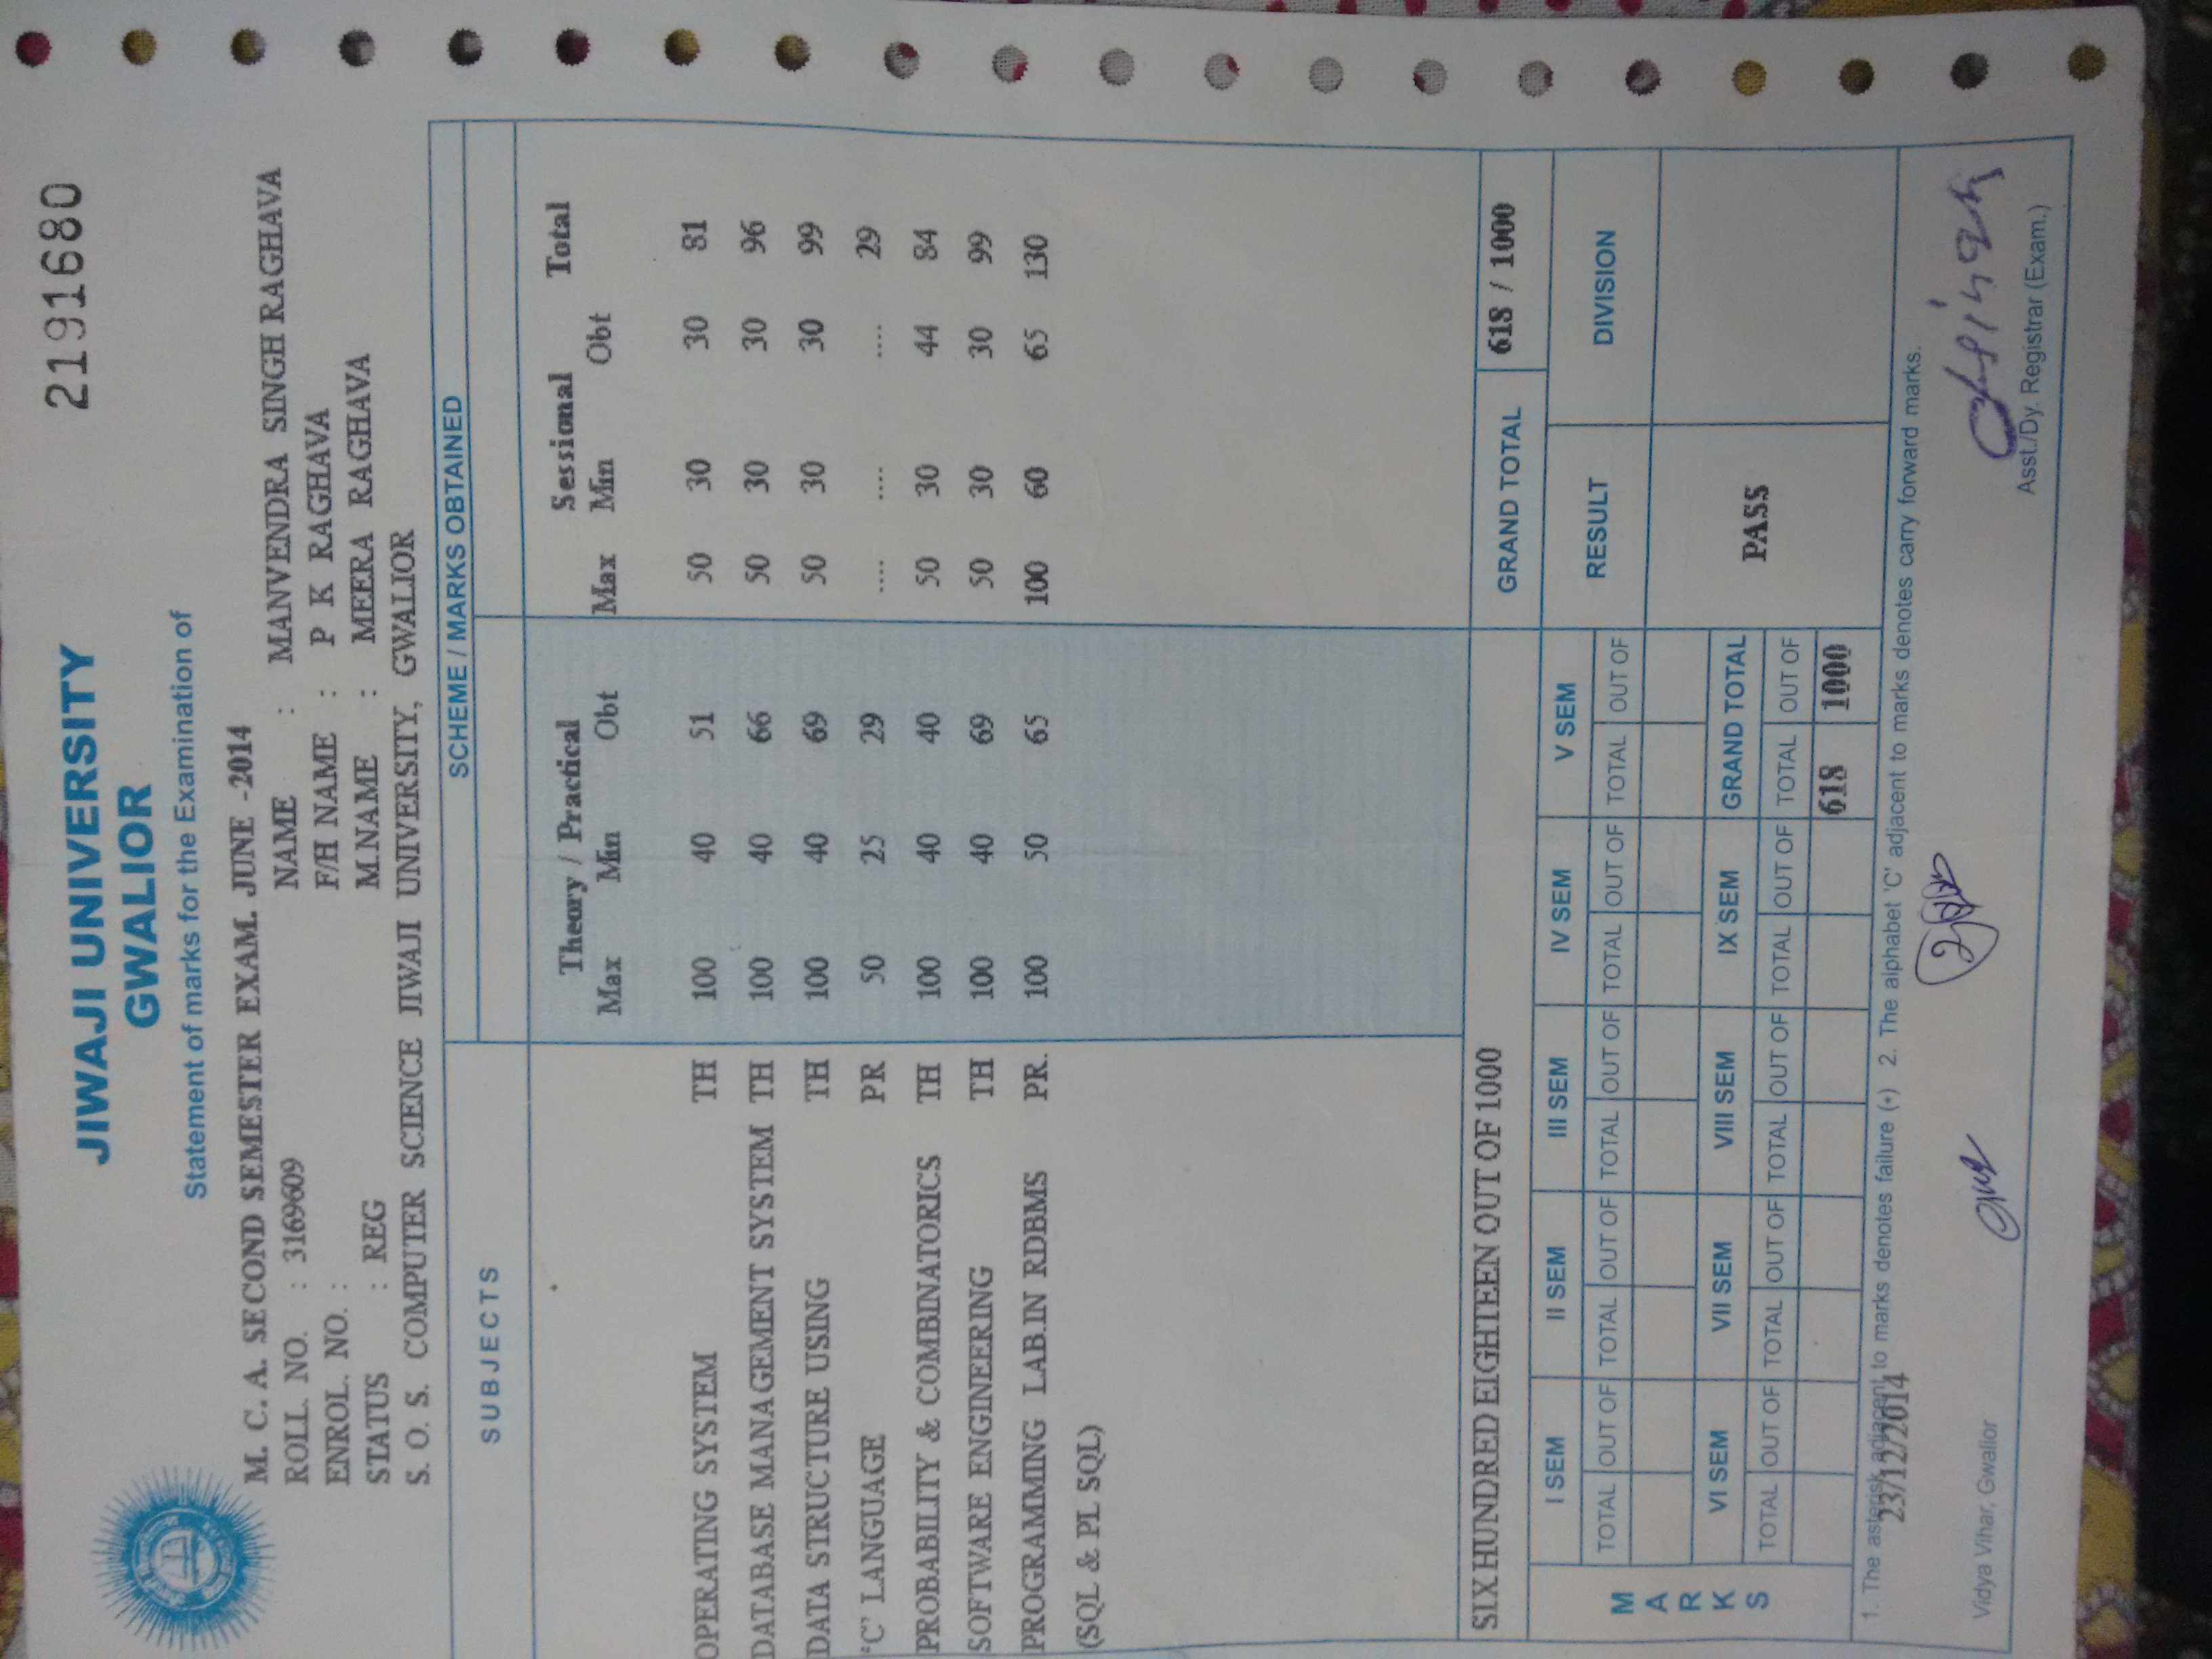 2191680
JIWAJI UNIVERSITY
GWALIOR
Statement of marks for the Examination of
M. C. A. SECOND SEMESTER EXAM. JUNE -2014
ROLL. NO. : 3169609 NAME : MANVENDRA SINGH RAGHAVA
ENROL. NO. : F/H NAME : P K RAGHAVA
STATUS : REG M.NAME : MEERA RAGHAVA
S. O. S. COMPUTER SCIENCE JIWAJI UNIVERSITY, GWALIOR
SUBJECTS SCHEME / MARKS OBTAINED
Theory / Practical Sessional Total
Max Min Obt Max Min Obt
OPERATING SYSTEM TH 100 40 51 50 30 30 81
DATABASE MANAGEMENT SYSTEM TH 100 40 66 50 30 30 96
DATA STRUCTURE USING TH 100 40 69 50 30 30 99
'C' LANGUAGE PR 50 25 29 .... .... .... 29
PROBABILITY & COMBINATORICS TH 100 40 40 50 30 44 84
SOFTWARE ENGINEERING TH 100 40 69 50 30 30 99
PROGRAMMING LAB.IN RDBMS PR. 100 50 65 100 60 65 130
(SQL & PL SQL)
SIX HUNDRED EIGHTEEN OUT OF 1000 GRAND TOTAL 618 / 1000
MARKS I SEM II SEM III SEM IV SEM V SEM RESULT DIVISION
TOTAL OUT OF TOTAL OUT OF TOTAL OUT OF TOTAL OUT OF TOTAL OUT OF
VI SEM VII SEM VIII SEM IX SEM GRAND TOTAL PASS
TOTAL OUT OF TOTAL OUT OF TOTAL OUT OF TOTAL OUT OF TOTAL OUT OF
618 1000
1. The asterisk adjacent to marks denotes failure (*) 2. The alphabet 'C' adjacent to marks denotes carry forward marks.
23/12/2014
Vidya Vihar, Gwalior
Asst./Dy. Registrar (Exam.)